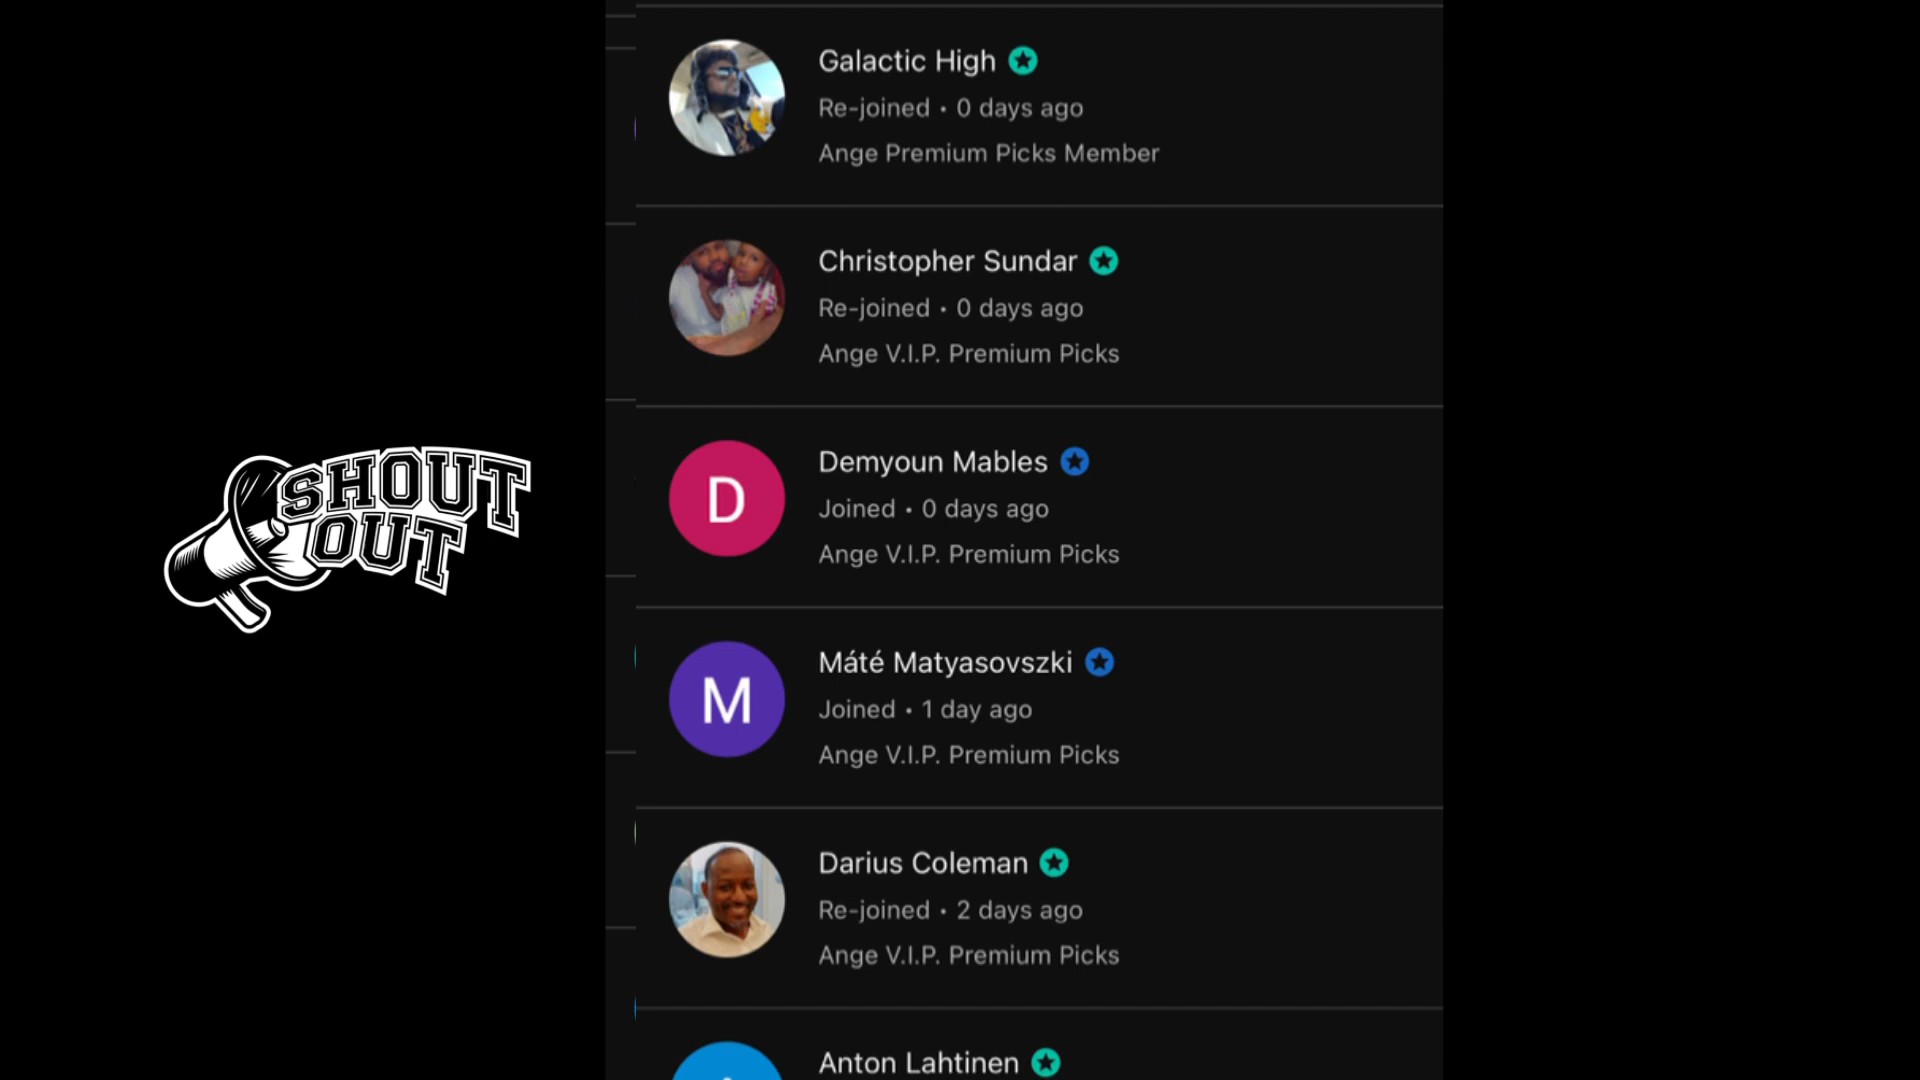 SHOUT
OUT
Galactic High
Re-joined • 0 days ago
Ange Premium Picks Member
Christopher Sundar
Re-joined • 0 days ago
Ange V.I.P. Premium Picks
D
Demyoun Mables
Joined • 0 days ago
Ange V.I.P. Premium Picks
M
Máté Matyasovszki
Joined • 1 day ago
Ange V.I.P. Premium Picks
Darius Coleman
Re-joined • 2 days ago
Ange V.I.P. Premium Picks
Anton Lahtinen